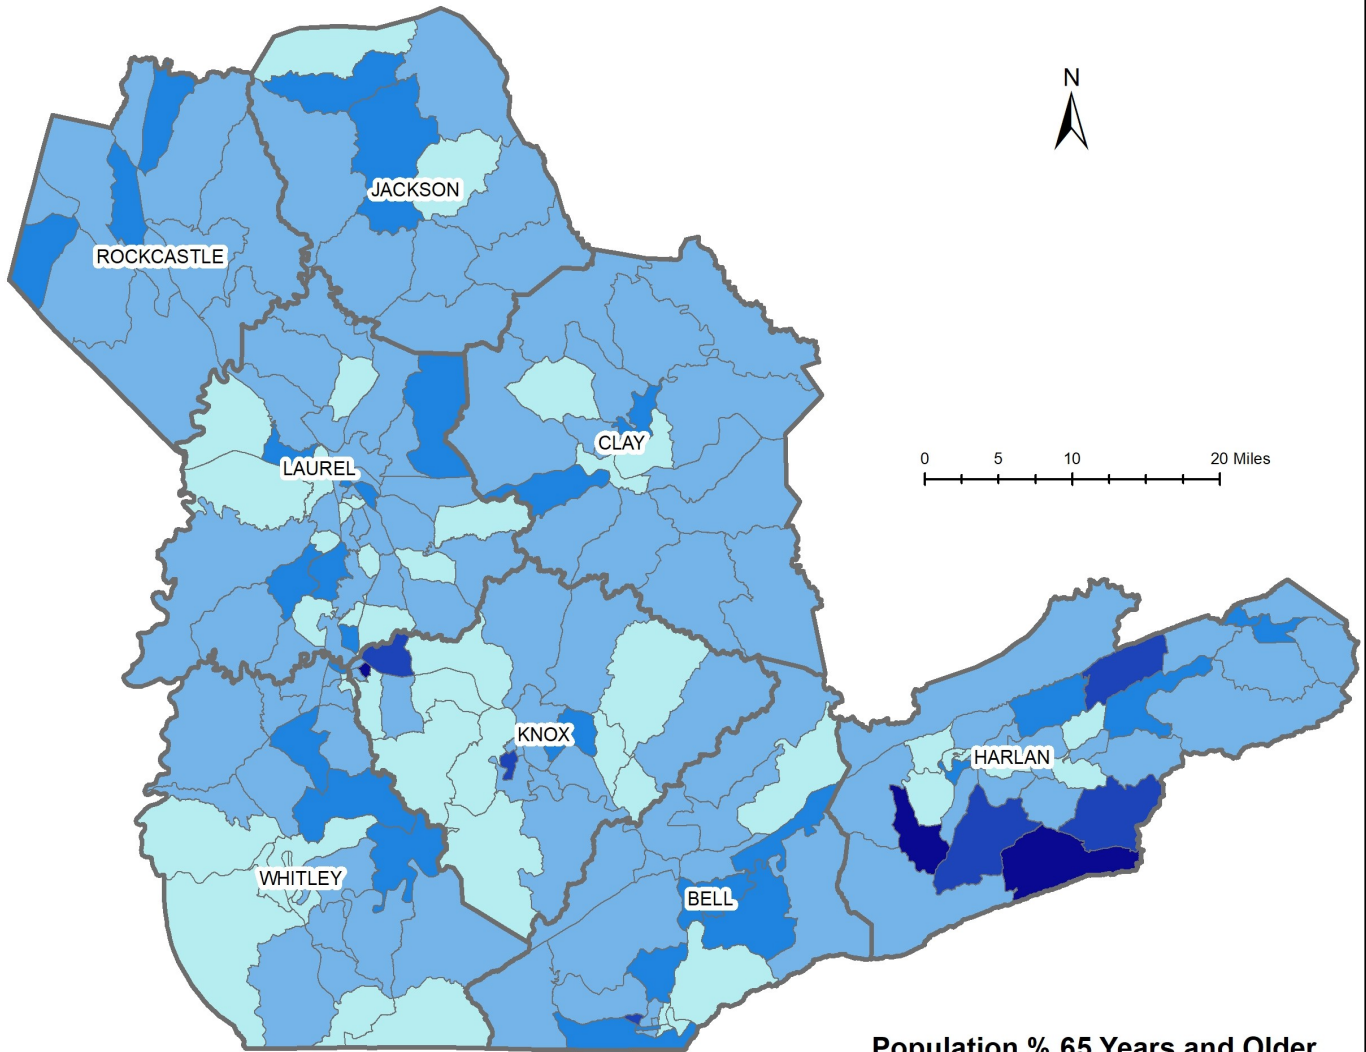 N
JACKSON
ROCKCASTLE
CLAY
LAUREL
0 5 10 20 Miles
KNOX
HARLAN
WHITLEY
BELL
Population % 65 Years and Older